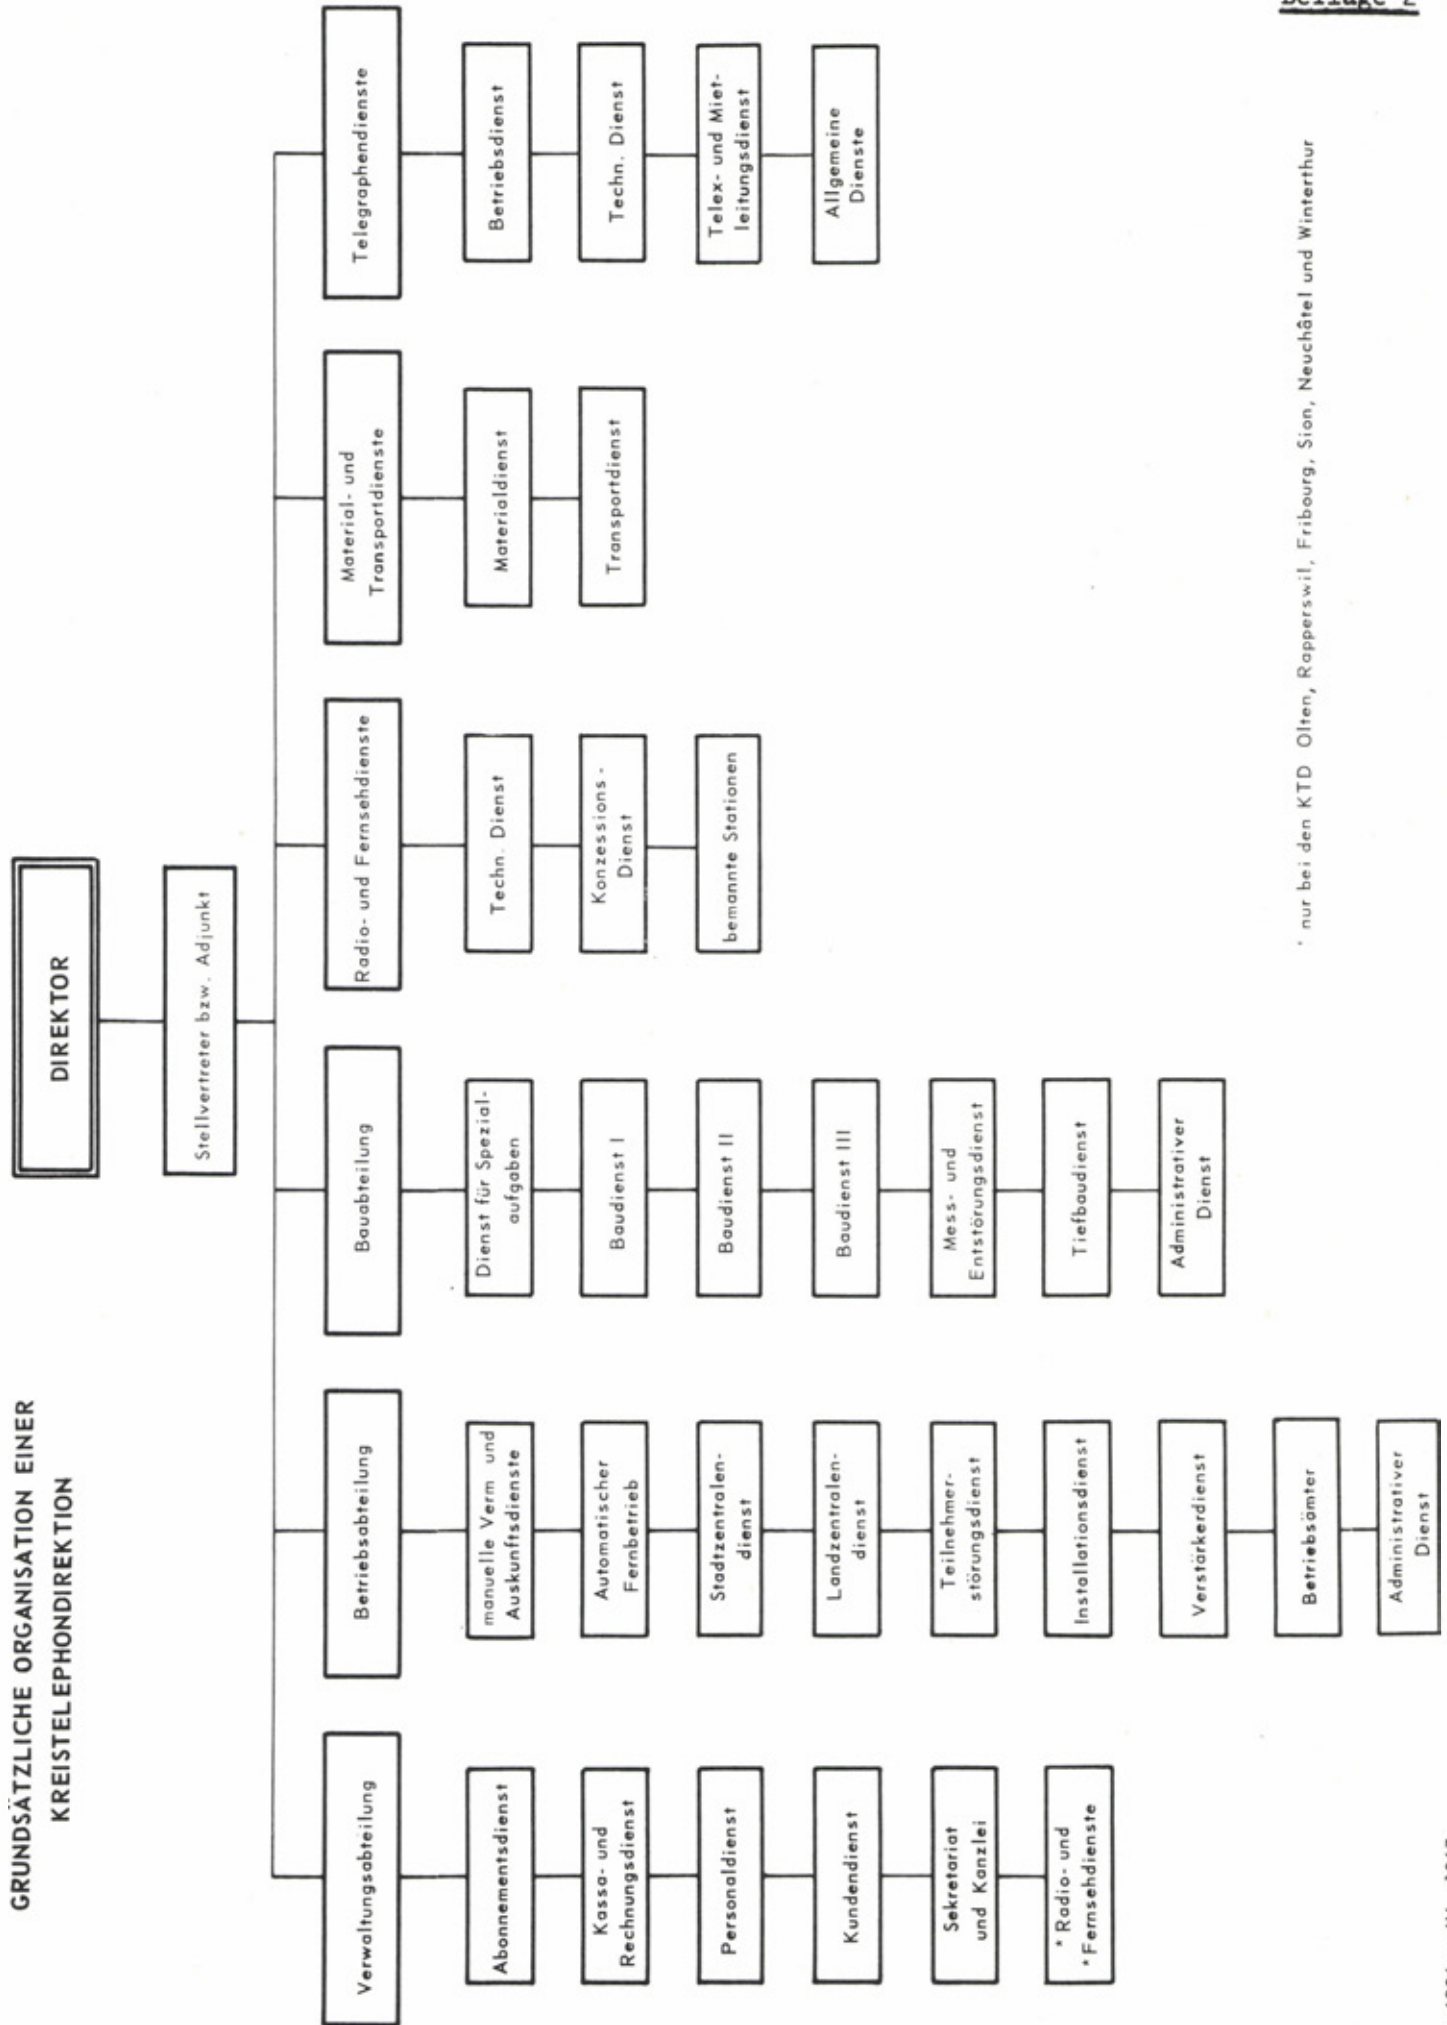 Beilage 2
GRUNDSÄTZLICHE ORGANISATION EINER
KREISTELEPHONDIREKTION
DIREKTOR
Stellvertreter bzw. Adjunkt
Verwaltungsabteilung
Abonnementsdienst
Kassa- und
Rechnungsdienst
Personaldienst
Kundendienst
Sekretariat
und Kanzlei
* Radio- und
*Fernsehdienste
Betriebsabteilung
manuelle Verm und
Auskunftsdienste
Automatischer
Fernbetrieb
Stadtzentralen-
dienst
Landzentralen-
dienst
Teilnehmer-
störungsdienst
Installationsdienst
Verstärkerdienst
Betriebsämter
Administrativer
Dienst
Bauabteilung
Dienst für Spezial-
aufgaben
Baudienst I
Baudienst II
Baudienst III
Mess- und
Entstörungsdienst
Tiefbaudienst
Administrativer
Dienst
Radio- und Fernsehdienste
Techn. Dienst
Konzessions-
Dienst
bemannte Stationen
Material- und
Transportdienste
Materialdienst
Transportdienst
Telegraphendienste
Betriebsdienst
Techn. Dienst
Telex- und Miet-
leitungsdienst
Allgemeine
Dienste
* nur bei den KTD Olten, Rapperswil, Fribourg, Sion, Neuchâtel und Winterthur